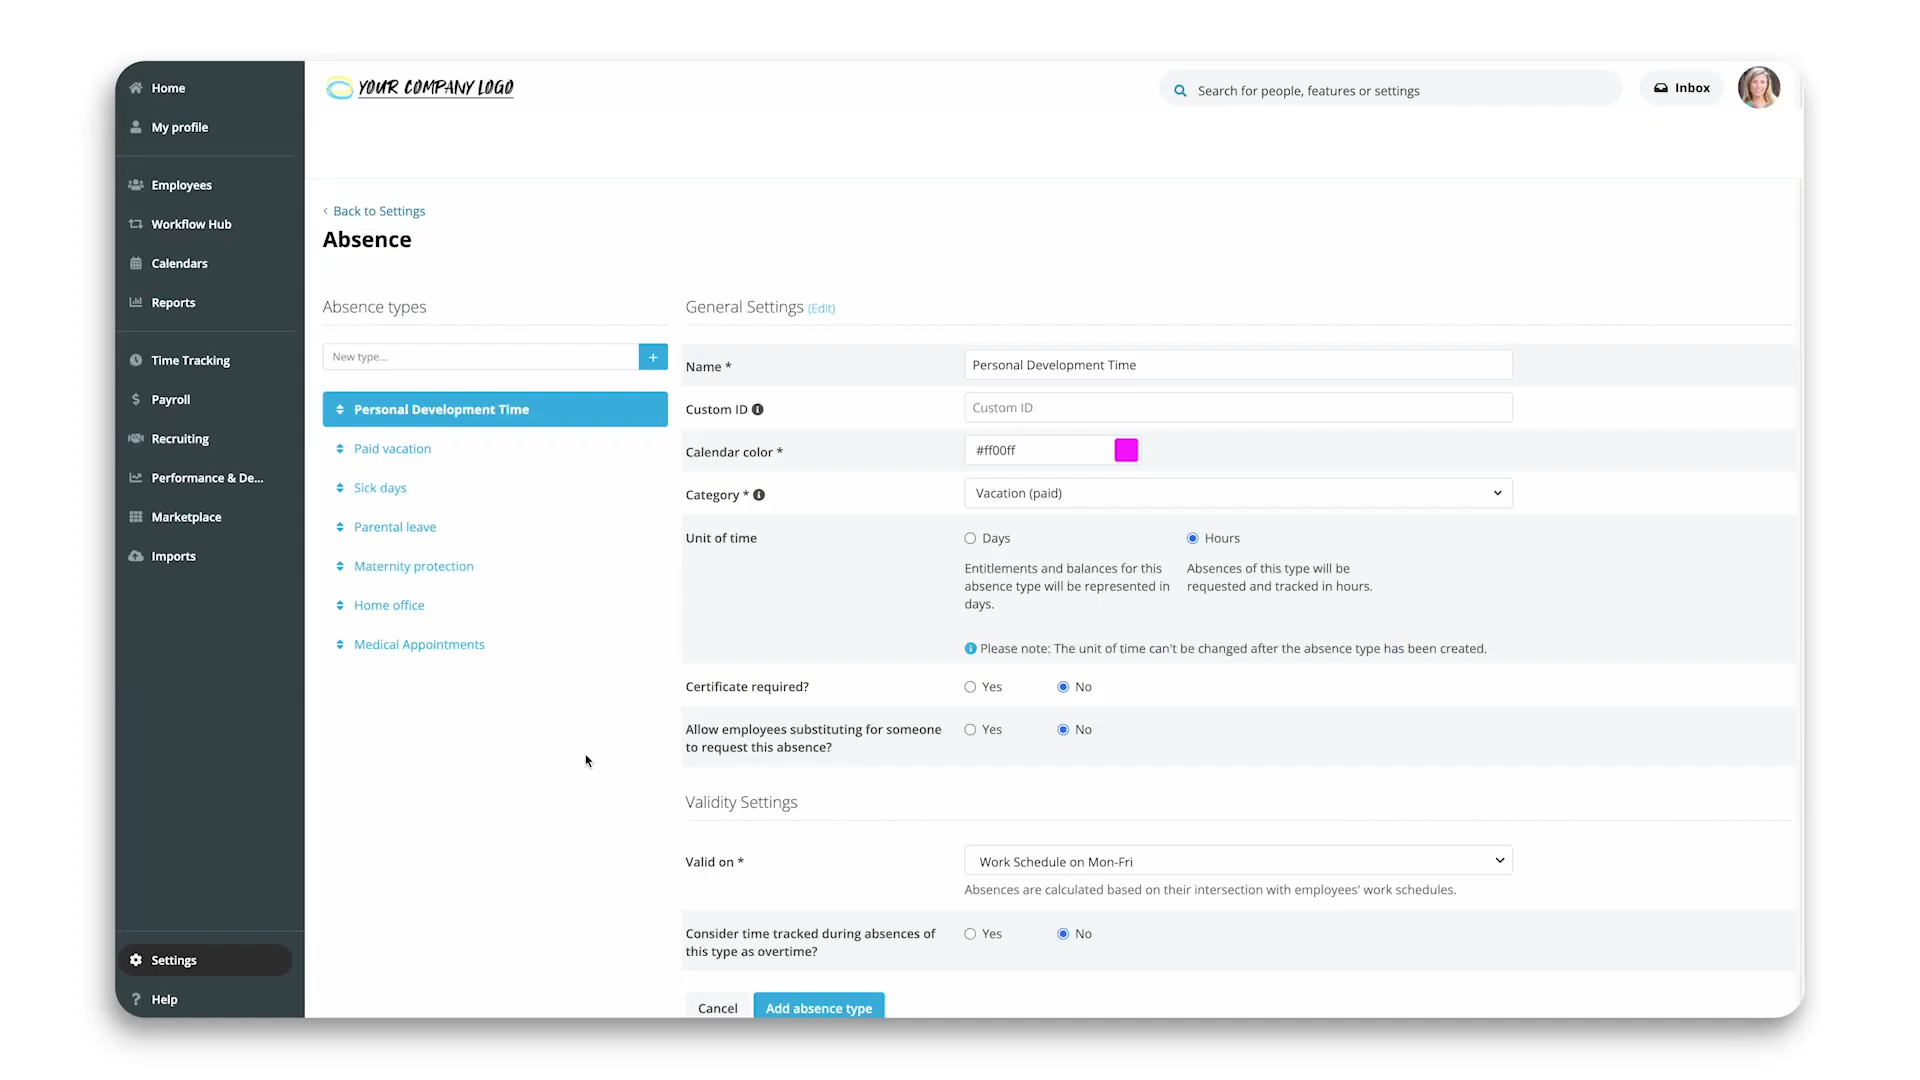 Home
My profile
Employees
Workflow Hub
Calendars
Reports
Time Tracking
Payroll
Recruiting
Performance & De...
Marketplace
Imports
Settings
Help
YOUR COMPANY LOGO
Search for people, features or settings
Inbox
‹ Back to Settings
Absence
Absence types
New type...
+
Personal Development Time
Paid vacation
Sick days
Parental leave
Maternity protection
Home office
Medical Appointments
General Settings (Edit)
Name *
Personal Development Time
Custom ID
Custom ID
Calendar color *
#ff00ff
Category *
Vacation (paid)
Unit of time
Days
Entitlements and balances for this
absence type will be represented in
days.
Hours
Absences of this type will be
requested and tracked in hours.
Please note: The unit of time can't be changed after the absence type has been created.
Certificate required?
Yes
No
Allow employees substituting for someone
to request this absence?
Yes
No
Validity Settings
Valid on *
Work Schedule on Mon-Fri
Absences are calculated based on their intersection with employees' work schedules.
Consider time tracked during absences of
this type as overtime?
Yes
No
Cancel
Add absence type